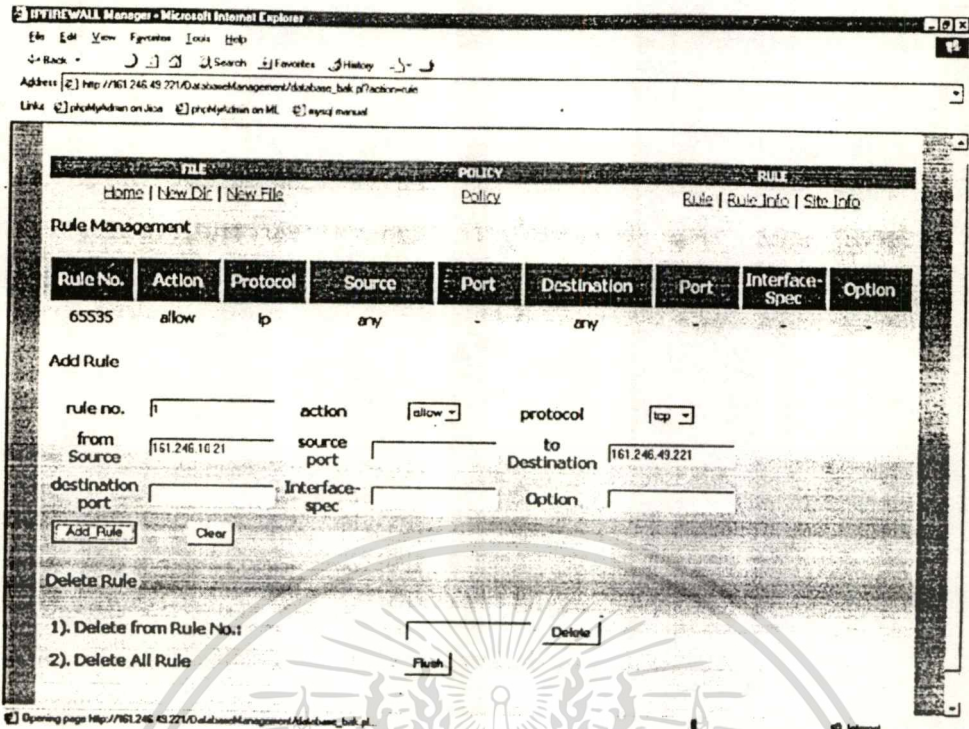 IPFIREWALL Manager - Microsoft Internet Explorer
File Edit View Favorites Tools Help
Back Search Favorites History
Address http://161.246.49.221/DatabaseManagement/database_bak.pl?action=rule
Links phpMyAdmin on Jica phpMyAdmin on ML mysql manual
FILE POLICY RULE
Home | New Dir | New File Policy Rule | Rule Info | Site Info
Rule Management
Rule No. Action Protocol Source Port Destination Port Interface-Spec Option
65535 allow ip any - any - - -
Add Rule
rule no. 1 action allow protocol tcp
from Source 161.246.10.21 source port to Destination 161.246.49.221
destination port Interface-spec Option
Add_Rule Clear
Delete Rule
1). Delete from Rule No.: Delete
2). Delete All Rule Flush
Opening page http://161.246.49.221/DatabaseManagement/database_bak.pl... Internet